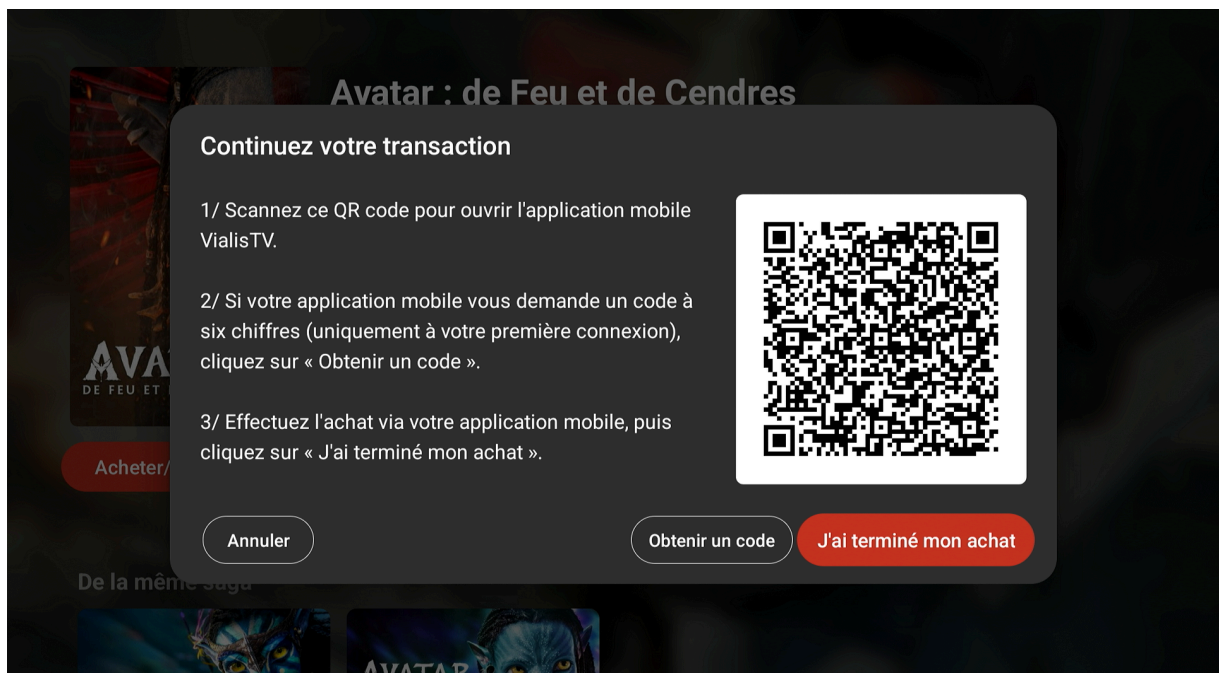 Avatar : de Feu et de Cendres
Continuez votre transaction
1/ Scannez ce QR code pour ouvrir l'application mobile
VialisTV.
2/ Si votre application mobile vous demande un code à
six chiffres (uniquement à votre première connexion),
cliquez sur « Obtenir un code ».
3/ Effectuez l'achat via votre application mobile, puis
cliquez sur « J'ai terminé mon achat ».
AVA
DE FEU ET
Acheter/
Annuler
Obtenir un code
J'ai terminé mon achat
De la même saga
AVATAR